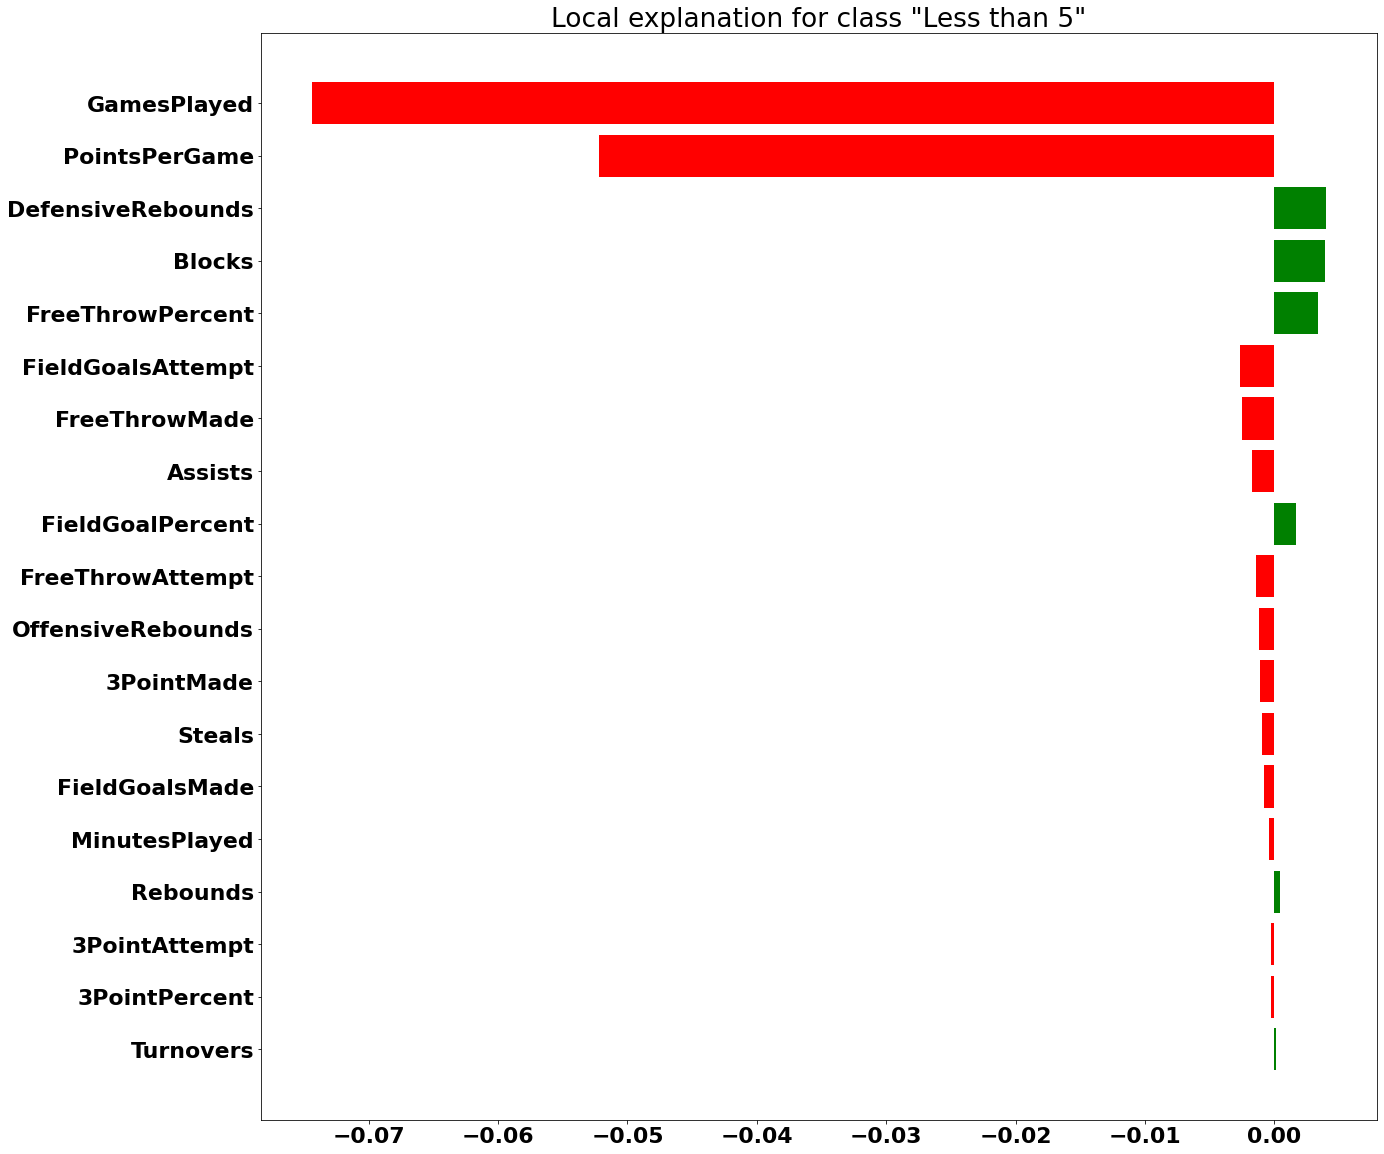 Local explanation for class "Less than 5"
GamesPlayed
PointsPerGame
DefensiveRebounds
Blocks
FreeThrowPercent
FieldGoalsAttempt
FreeThrowMade
Assists
FieldGoalPercent
FreeThrowAttempt
OffensiveRebounds
3PointMade
Steals
FieldGoalsMade
MinutesPlayed
Rebounds
3PointAttempt
3PointPercent
Turnovers
−0.07 −0.06 −0.05 −0.04 −0.03 −0.02 −0.01 0.00